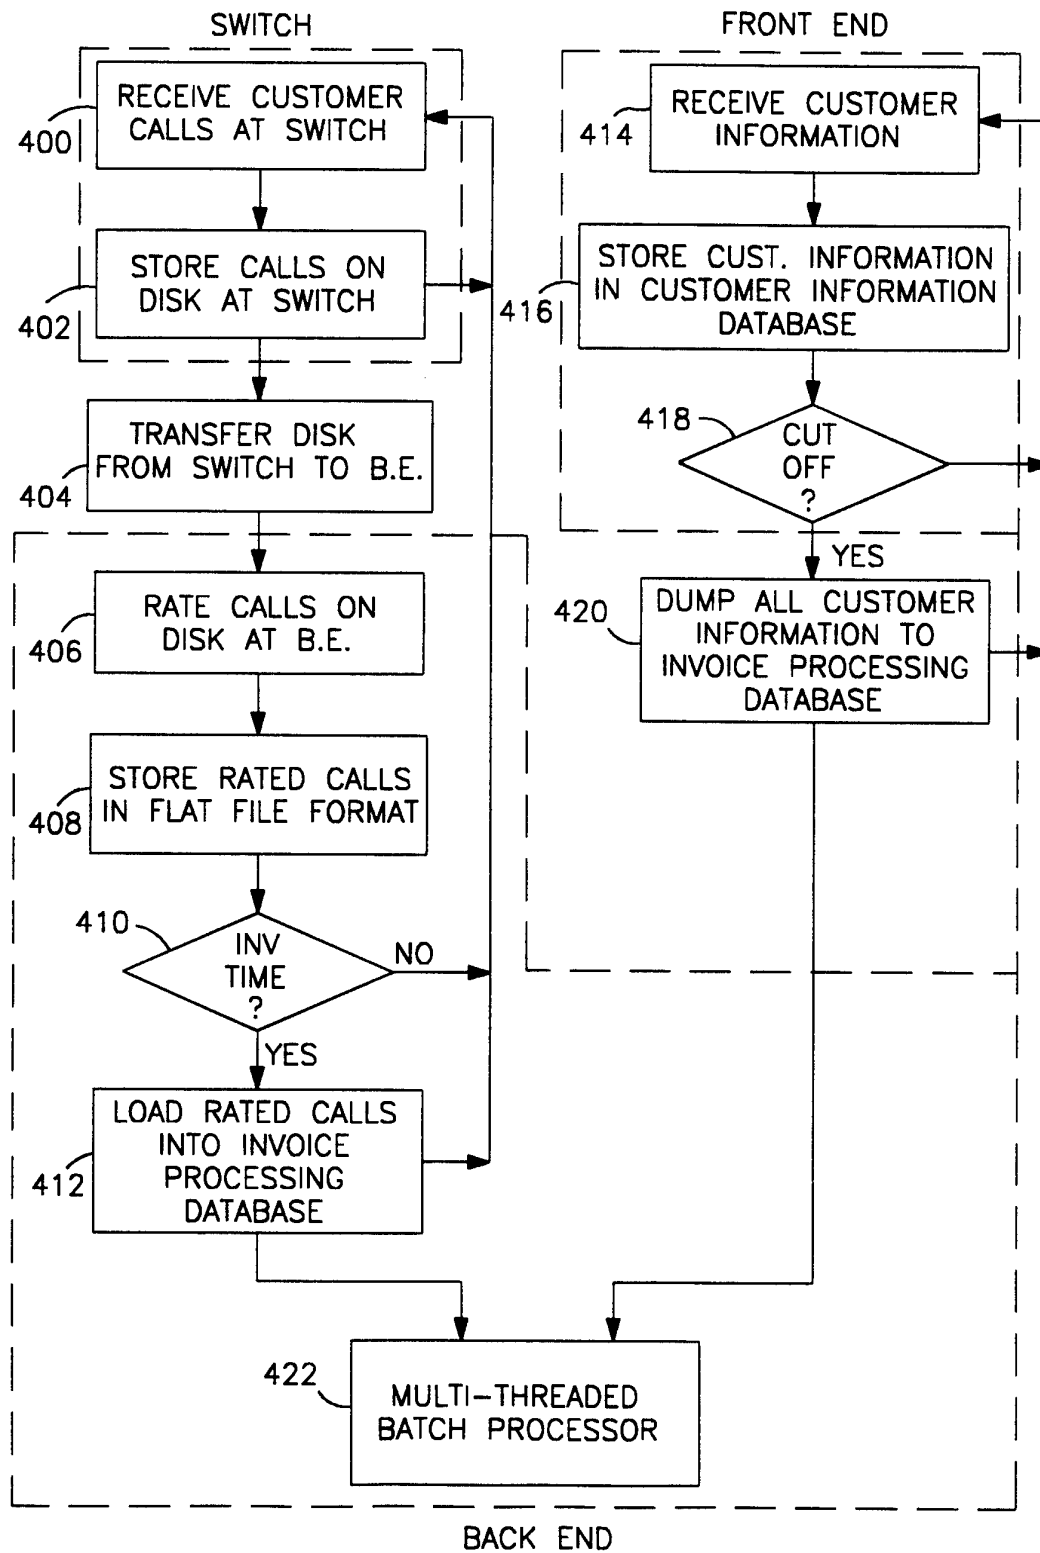 SWITCH
RECEIVE CUSTOMER
CALLS AT SWITCH
400
STORE CALLS ON
DISK AT SWITCH
402
TRANSFER DISK
FROM SWITCH TO B.E.
404
RATE CALLS ON
DISK AT B.E.
406
STORE RATED CALLS
IN FLAT FILE FORMAT
408
410
INV
TIME
?
NO
YES
LOAD RATED CALLS
INTO INVOICE
PROCESSING
DATABASE
412
FRONT END
RECEIVE CUSTOMER
INFORMATION
414
STORE CUST. INFORMATION
IN CUSTOMER INFORMATION
DATABASE
416
418
CUT
OFF
?
YES
DUMP ALL CUSTOMER
INFORMATION TO
INVOICE PROCESSING
DATABASE
420
422
MULTI-THREADED
BATCH PROCESSOR
BACK END